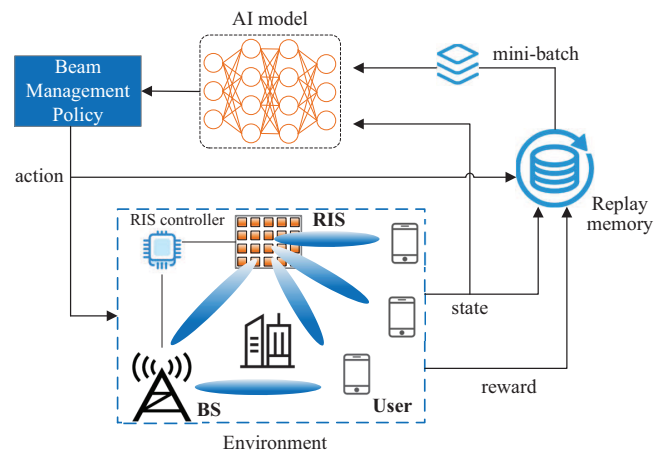 AI model
mini-batch
Beam
Management
Policy
action
RIS controller
RIS
Replay
memory
state
BS
User
reward
Environment